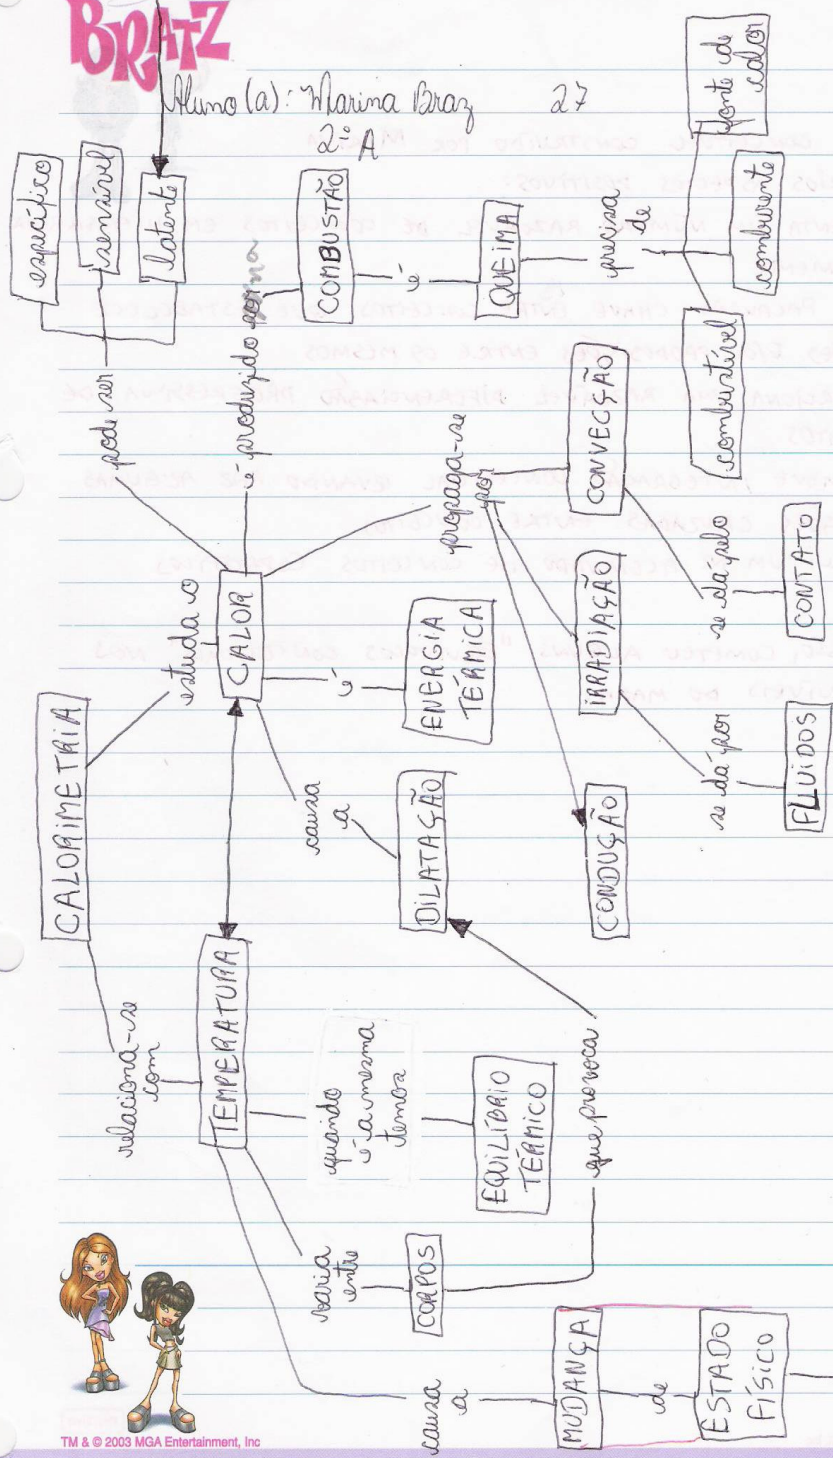 BRATZ
Aluno (a): Marina Braz 27
2º A
CALORIMETRIA
relaciona-se
com
estuda o
TEMPERATURA
CALOR
pode ser
específico
sensível
latente
é produzido
COMBUSTÃO
é
QUEIMA
precisa
de
fonte de
calor
comburente
combustível
propaga-se
por
CONVECÇÃO
IRRADIAÇÃO
CONDUÇÃO
se dá pelo
CONTATO
se dá por
FLUIDOS
é
ENERGIA
TÉRMICA
causa
a
DILATAÇÃO
quando
é a mesma
temos
EQUILÍBRIO
TÉRMICO
varia
entre
CORPOS
que provoca
causa
a
MUDANÇA
de
ESTADO
FÍSICO
TM & © 2003 MGA Entertainment, Inc